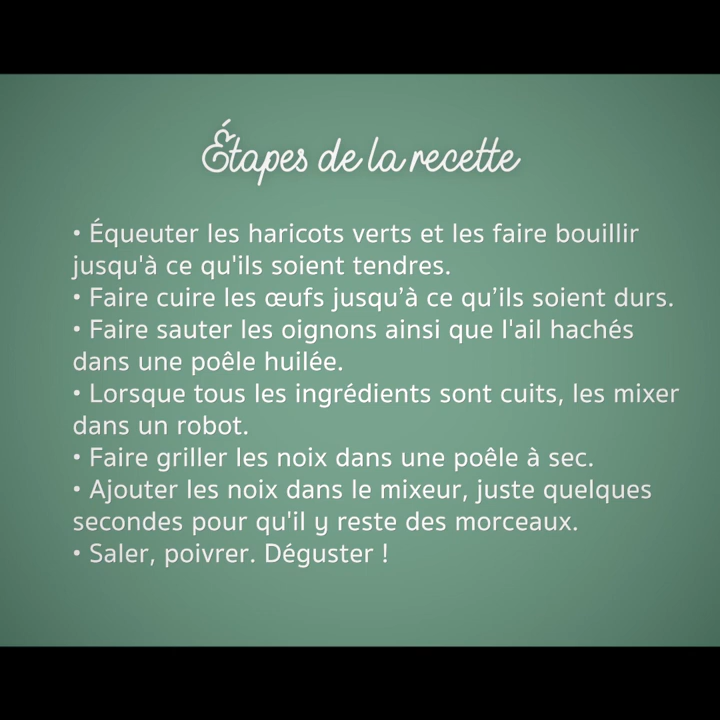 Étapes de la recette
• Équeuter les haricots verts et les faire bouillir
jusqu'à ce qu'ils soient tendres.
• Faire cuire les œufs jusqu’à ce qu’ils soient durs.
• Faire sauter les oignons ainsi que l'ail hachés
dans une poêle huilée.
• Lorsque tous les ingrédients sont cuits, les mixer
dans un robot.
• Faire griller les noix dans une poêle à sec.
• Ajouter les noix dans le mixeur, juste quelques
secondes pour qu'il y reste des morceaux.
• Saler, poivrer. Déguster !